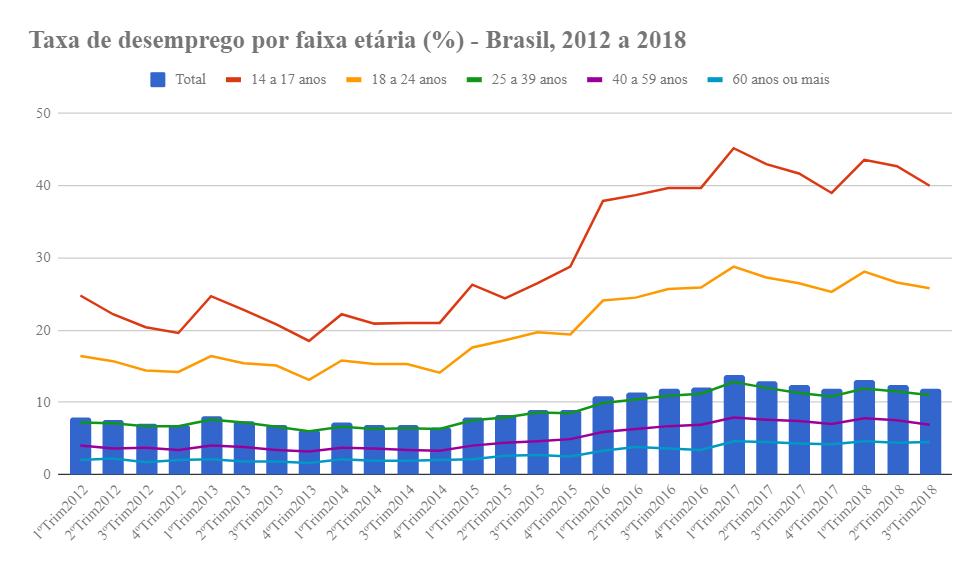 Taxa de desemprego por faixa etária (%) - Brasil, 2012 a 2018
Total 14 a 17 anos 18 a 24 anos 25 a 39 anos 40 a 59 anos 60 anos ou mais
50
40
30
20
10
0
1ºTrim2012
2ºTrim2012
3ºTrim2012
4ºTrim2012
1ºTrim2013
2ºTrim2013
3ºTrim2013
4ºTrim2013
1ºTrim2014
2ºTrim2014
3ºTrim2014
4ºTrim2014
1ºTrim2015
2ºTrim2015
3ºTrim2015
4ºTrim2015
1ºTrim2016
2ºTrim2016
3ºTrim2016
4ºTrim2016
1ºTrim2017
2ºTrim2017
3ºTrim2017
4ºTrim2017
1ºTrim2018
2ºTrim2018
3ºTrim2018